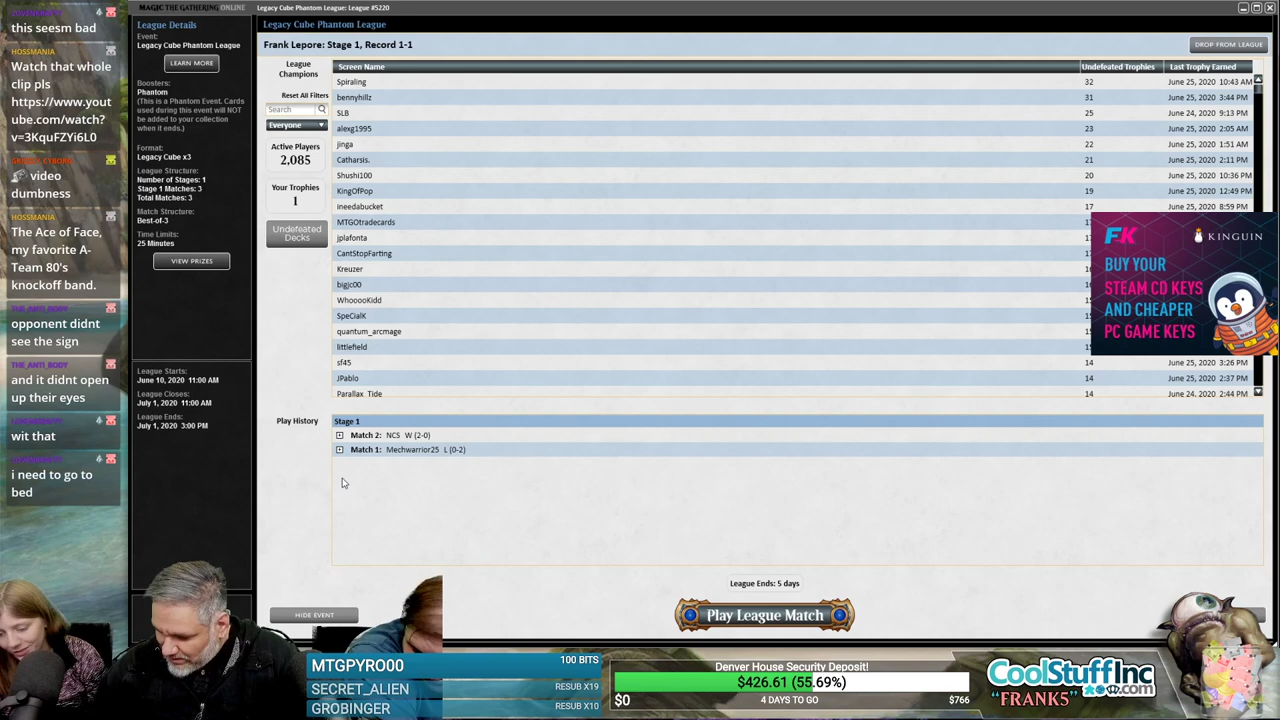 MAGIC THE GATHERING ONLINE
Legacy Cube Phantom League: League #5220
this seesm bad
HOSSMANIA
Watch that whole
clip pls
https://www.yout
ube.com/watch?
v=3KquFZYi6L0
GRIZZLY_CYBORG
video
dumbness
HOSSMANIA
The Ace of Face,
my favorite A-
Team 80's
knockoff band.
THE_ANTI_BODY
opponent didnt
see the sign
THE_ANTI_BODY
and it didnt open
up their eyes
wit that
i need to go to
bed
League Details
Event:
Legacy Cube Phantom League
LEARN MORE
Boosters:
Phantom
(This is a Phantom Event. Cards
used during this event will NOT
be added to your collection
when it ends.)
Format:
Legacy Cube x3
League Structure:
Number of Stages: 1
Stage 1 Matches: 3
Total Matches: 3
Match Structure:
Best-of-3
Time Limits:
25 Minutes
VIEW PRIZES
League Starts:
June 10, 2020 11:00 AM
League Closes:
July 1, 2020 11:00 AM
League Ends:
July 1, 2020 3:00 PM
Legacy Cube Phantom League
Frank Lepore: Stage 1, Record 1-1
DROP FROM LEAGUE
League
Champions
Reset All Filters
Search
Everyone
Active Players
2,085
Your Trophies
1
Undefeated
Decks
Screen Name Undefeated Trophies Last Trophy Earned
Spiraling 32 June 25, 2020 10:43 AM
bennyhillz 31 June 25, 2020 3:44 PM
SLB 25 June 24, 2020 9:13 PM
alexg1995 23 June 25, 2020 2:05 AM
jinga 22 June 25, 2020 1:51 AM
Catharsis. 21 June 25, 2020 2:11 PM
Shushi100 20 June 25, 2020 10:36 PM
KingOfPop 19 June 25, 2020 12:49 PM
ineedabucket 17 June 25, 2020 8:59 PM
MTGOtradecards
jplafonta
CantStopFarting
Kreuzer
bigjc00
WhooooKidd
SpeCialK
quantum_arcmage
littlefield
sf45 14 June 25, 2020 3:26 PM
JPablo 14 June 25, 2020 2:37 PM
Parallax_Tide 14 June 24, 2020 2:44 PM
FK KINGUIN
BUY YOUR
STEAM CD KEYS
AND CHEAPER
PC GAME KEYS
Play History
Stage 1
Match 2: NCS W (2-0)
Match 1: Mechwarrior25 L (0-2)
League Ends: 5 days
HIDE EVENT
Play League Match
MTGPYRO00 100 BITS
SECRET_ALIEN RESUB X19
GROBINGER RESUB X10
Denver House Security Deposit!
$426.61 (55.69%)
$0 4 DAYS TO GO $766
CoolStuffInc
.com
"FRANK5"